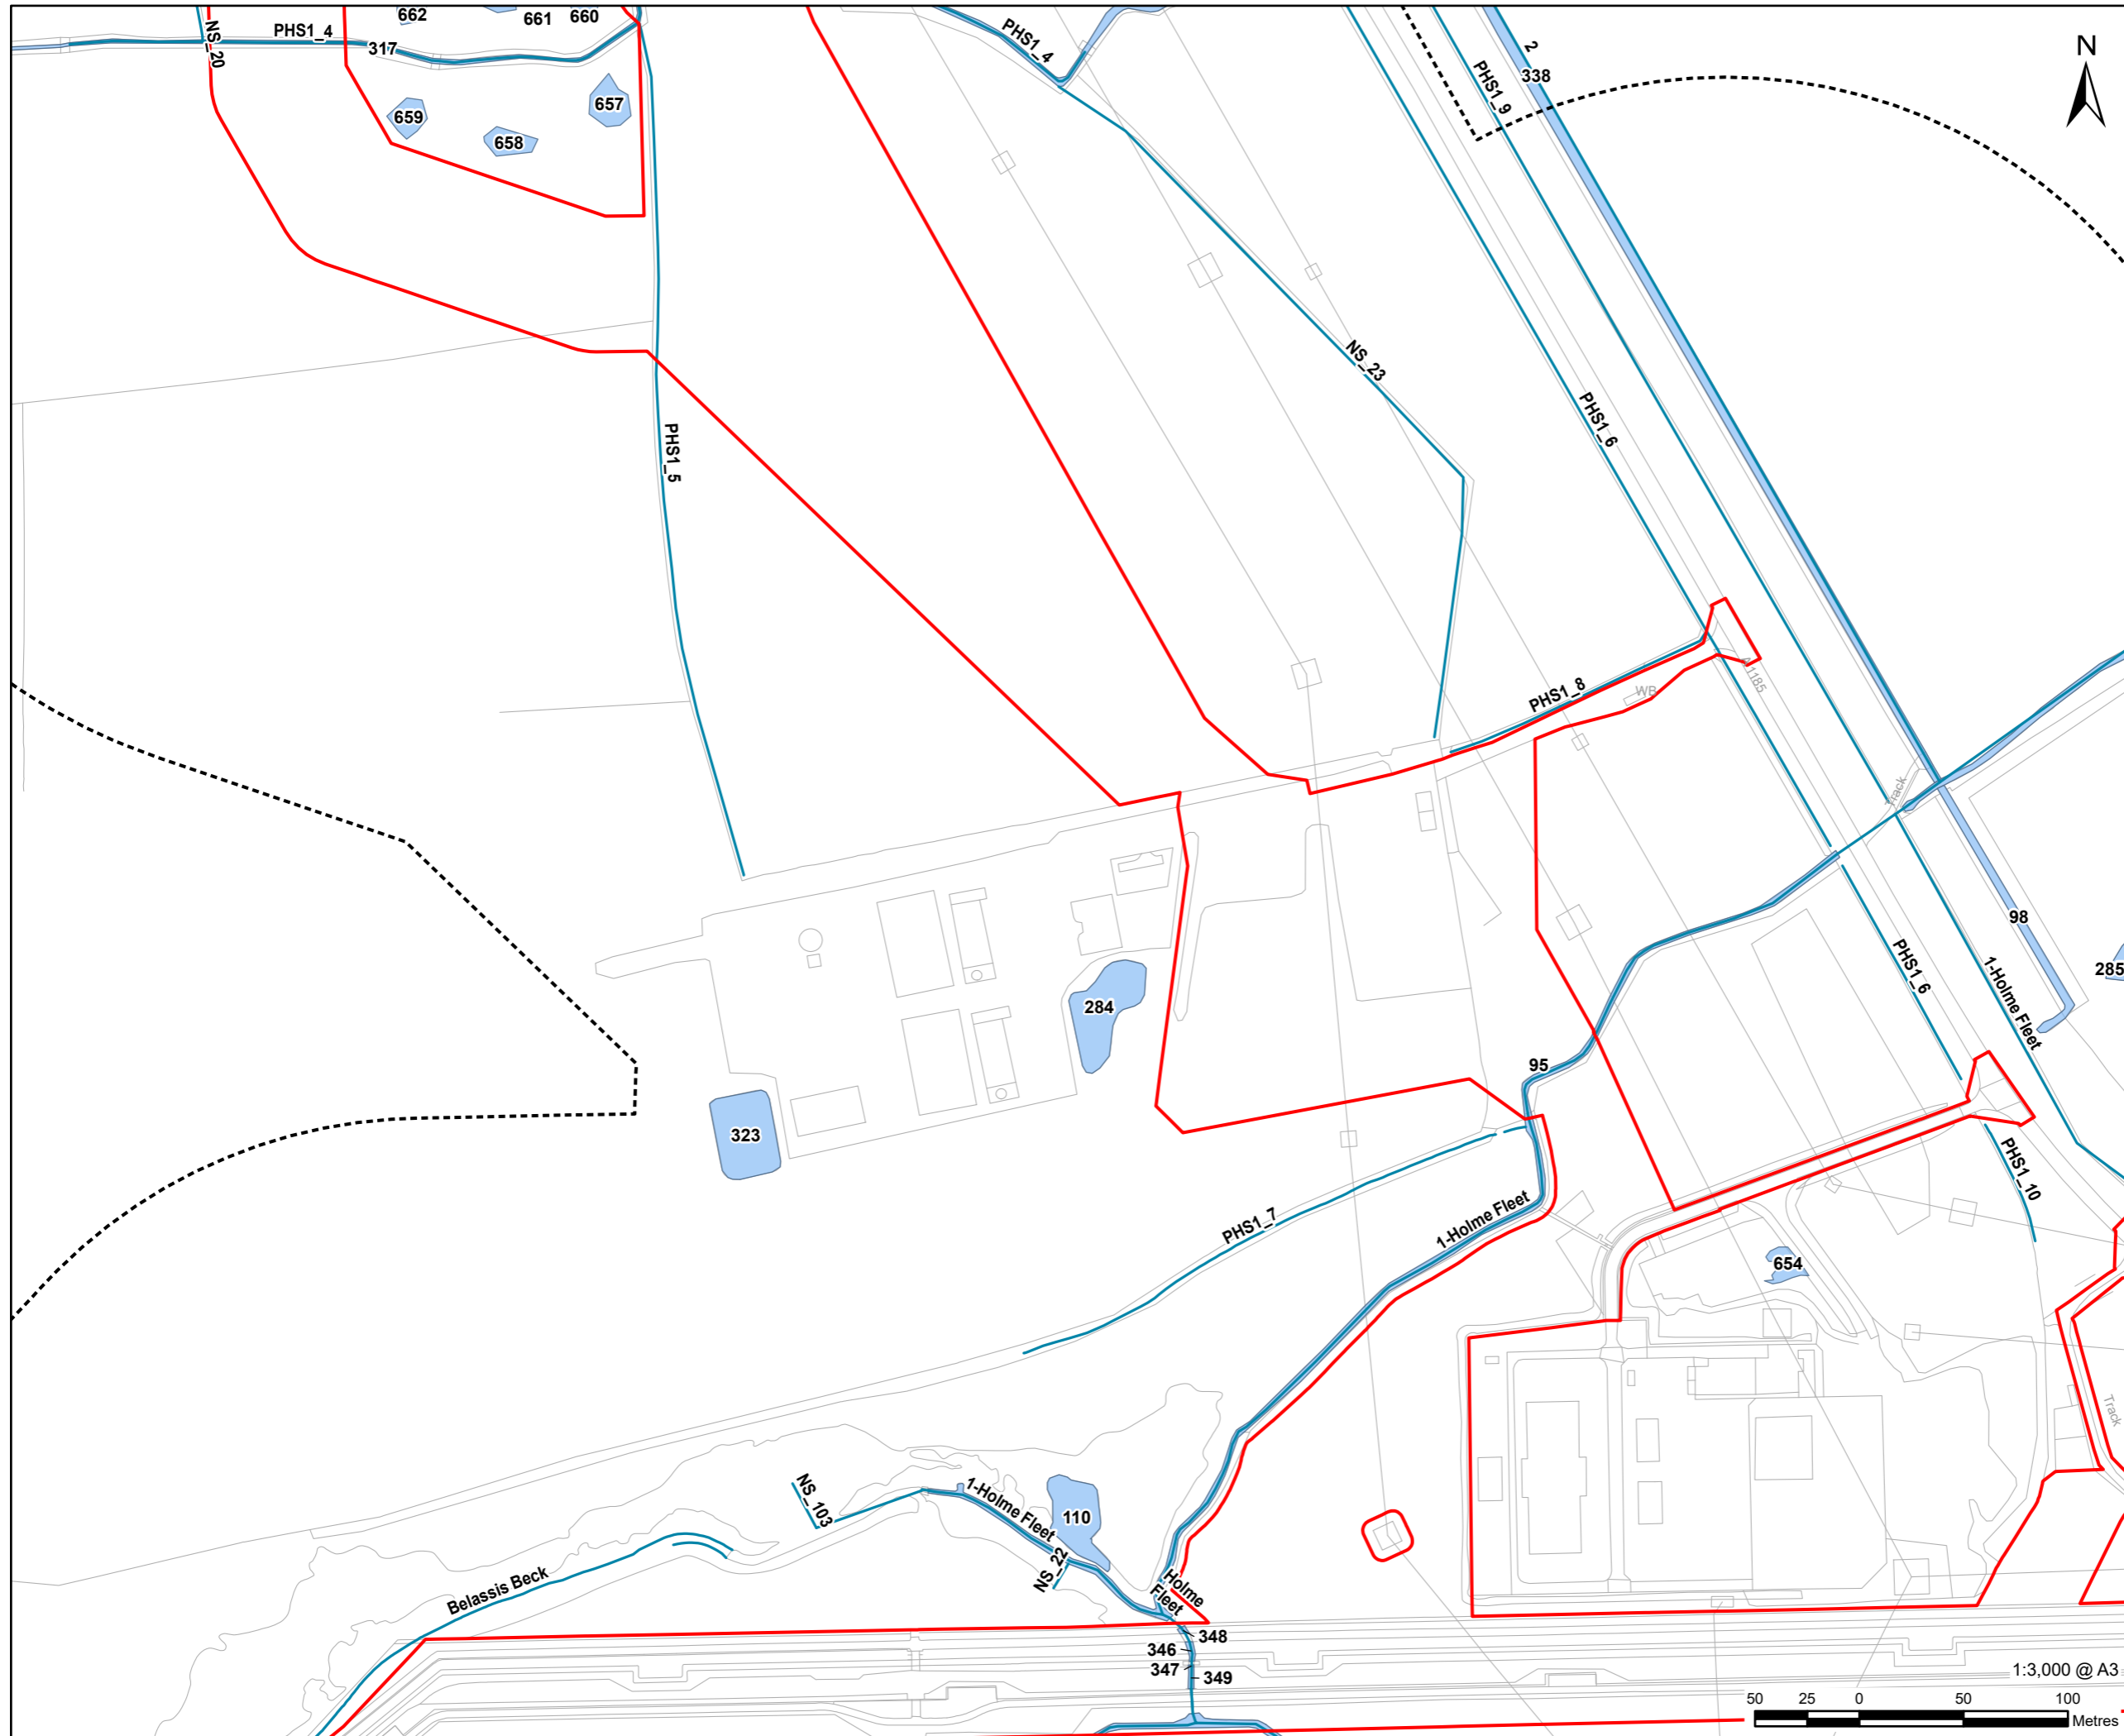 662
661
660
NS_20
PHS1_4
317
PHS1_4
2
338
PHS1_9
N
659
658
657
NS_23
PHS1_6
PHS1_5
PHS1_8
WB
A1185
Track
98
285
PHS1_6
1-Holme Fleet
284
95
323
PHS1_10
PHS1_7
1-Holme Fleet
654
Track
NS_103
1-Holme Fleet
110
NS_22
Belassis Beck
Holme
Fleet
348
346
347
349
1:3,000 @ A3
50 25 0 50 100
Metres